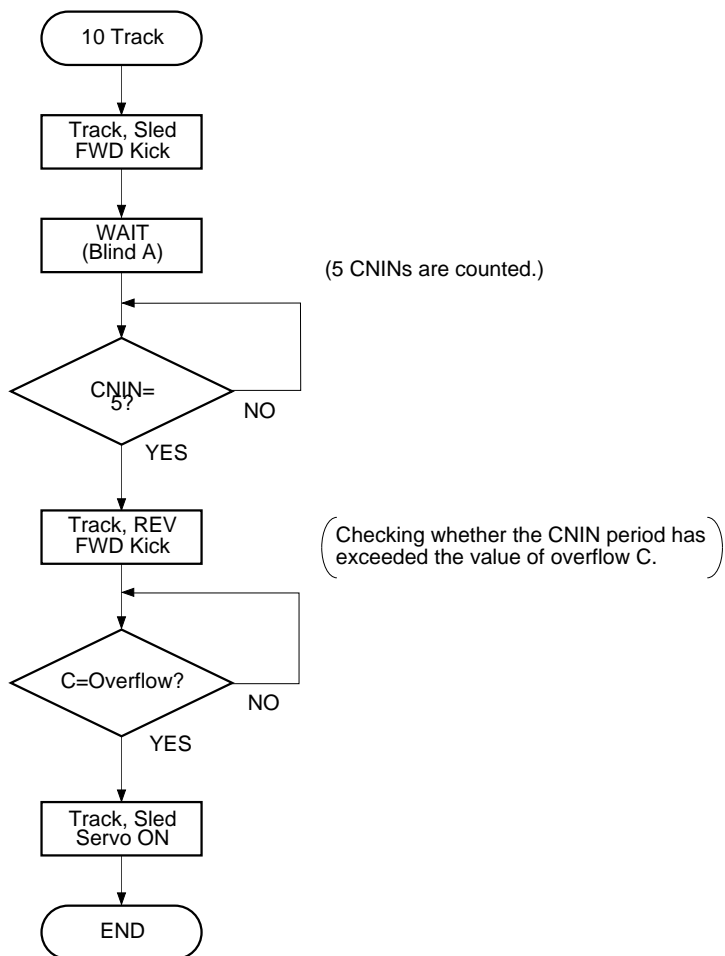 10 Track
Track, Sled
FWD Kick
WAIT
(Blind A)
(5 CNINs are counted.)
CNIN=
5?
NO
YES
Track, REV
FWD Kick
(Checking whether the CNIN period has
exceeded the value of overflow C.)
C=Overflow?
NO
YES
Track, Sled
Servo ON
END